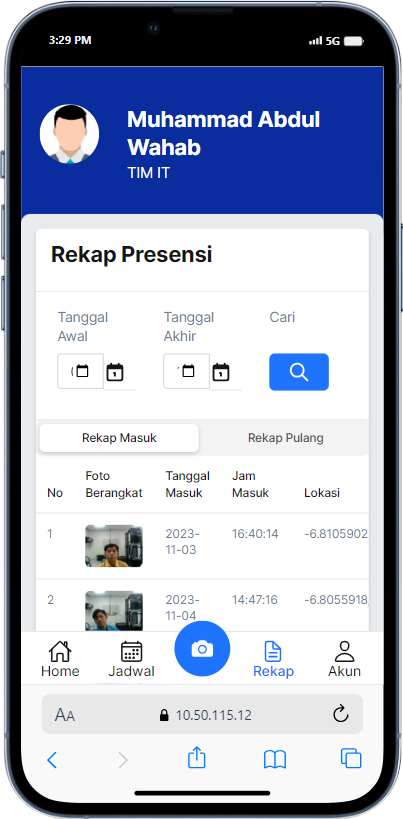 3:29 PM
5G
Muhammad Abdul
Wahab
TIM IT
Rekap Presensi
Tanggal
Awal
Tanggal
Akhir
Cari
Rekap Masuk
Rekap Pulang
No
Foto
Berangkat
Tanggal
Masuk
Jam
Masuk
Lokasi
1
2023-
11-03
16:40:14
-6.8105902
2
2023-
11-04
14:47:16
-6.8055918,
Home
Jadwal
Rekap
Akun
AA
10.50.115.12